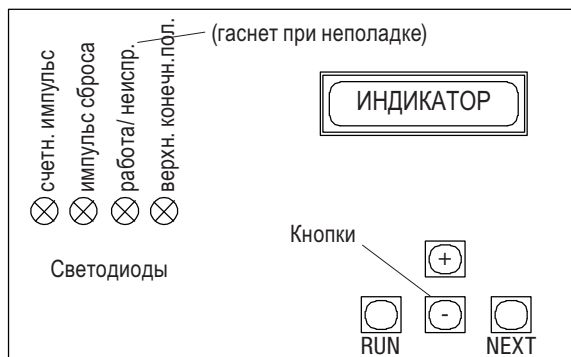 (гаснет при неполадке)
счетн. импульс
импульс сброса
работа/ неиспр.
верхн. конечн.пол.
ИНДИКАТОР
Светодиоды
Кнопки
+
-
RUN
NEXT